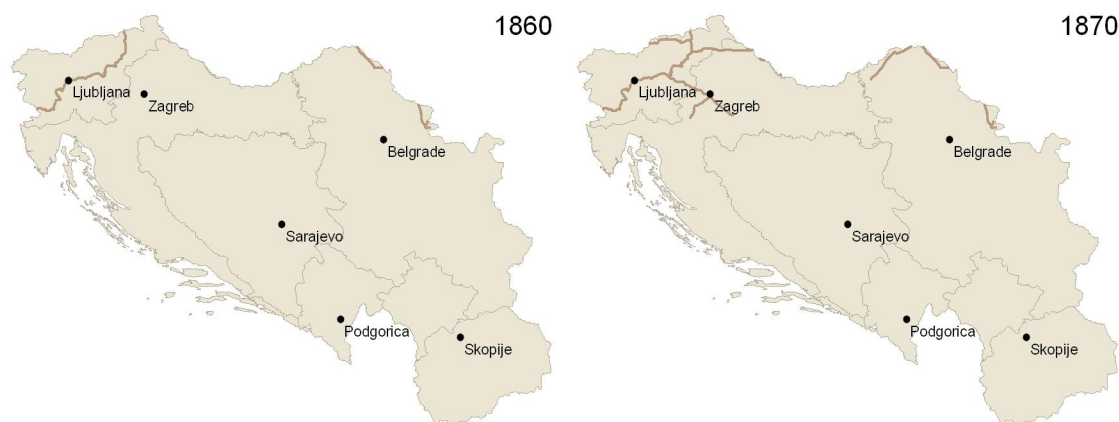 1860
Ljubljana
Zagreb
Belgrade
Sarajevo
Podgorica
Skopije
1870
Ljubljana
Zagreb
Belgrade
Sarajevo
Podgorica
Skopije